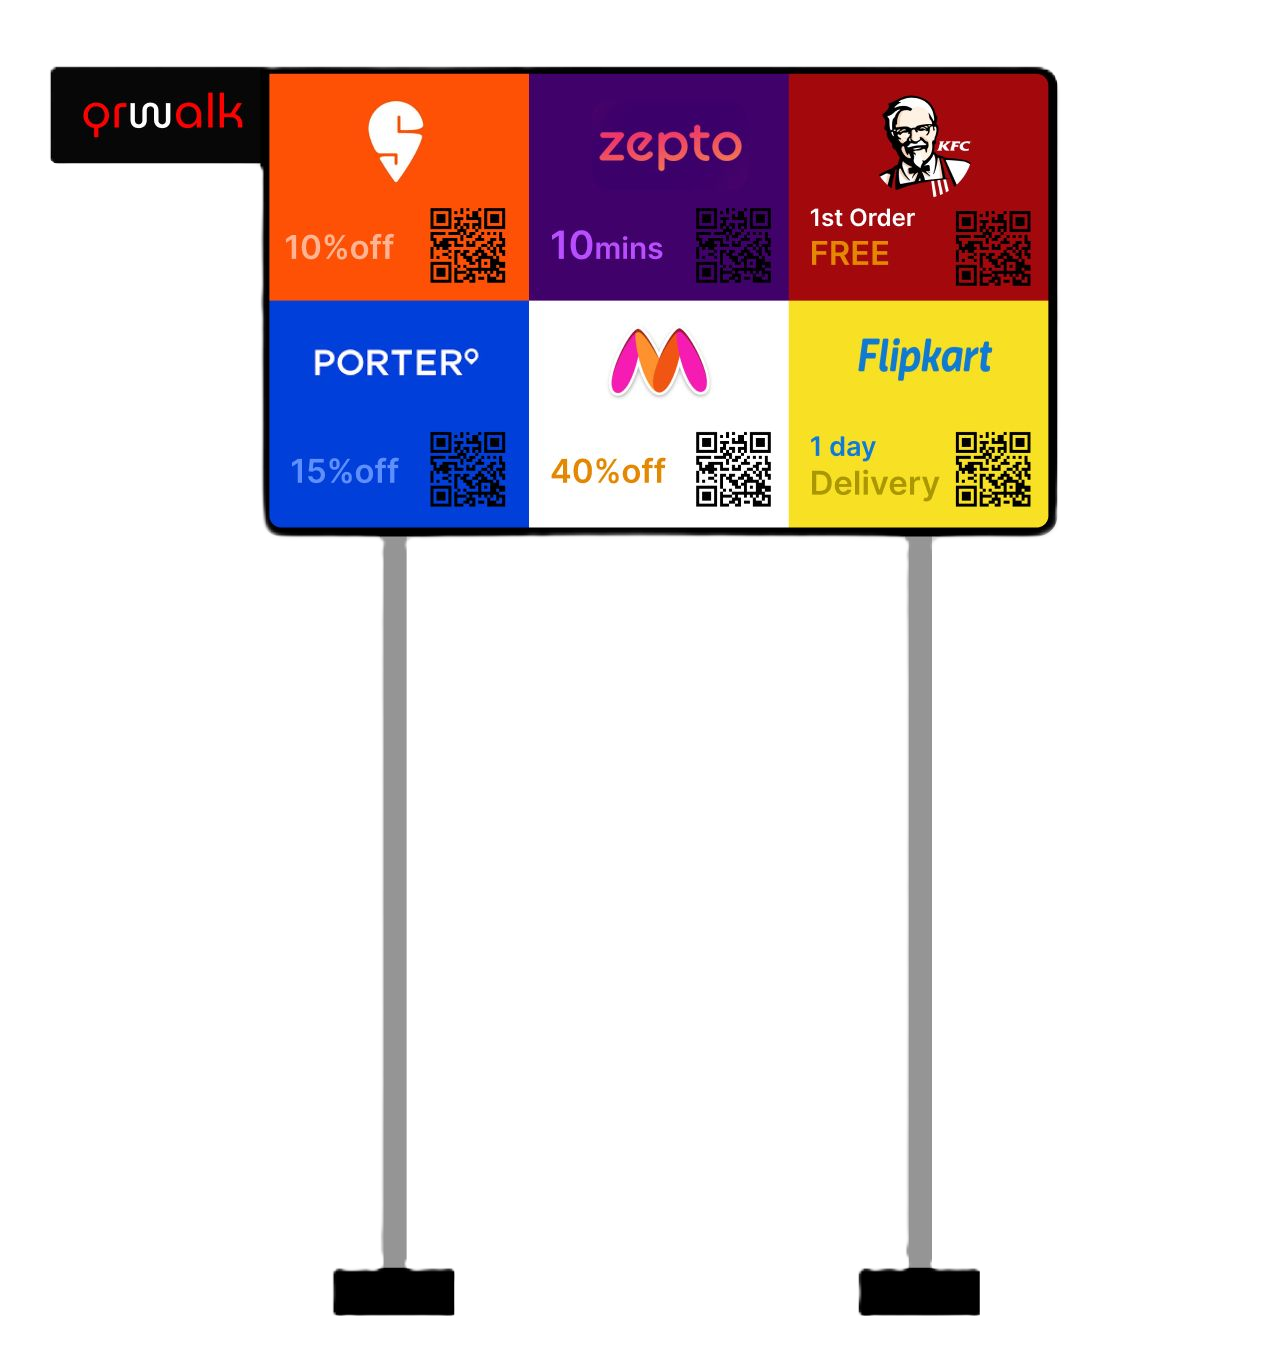 qrwalk
zepto
KFC
10%off
10mins
1st Order
FREE
PORTER
Flipkart
15%off
40%off
1 day
Delivery